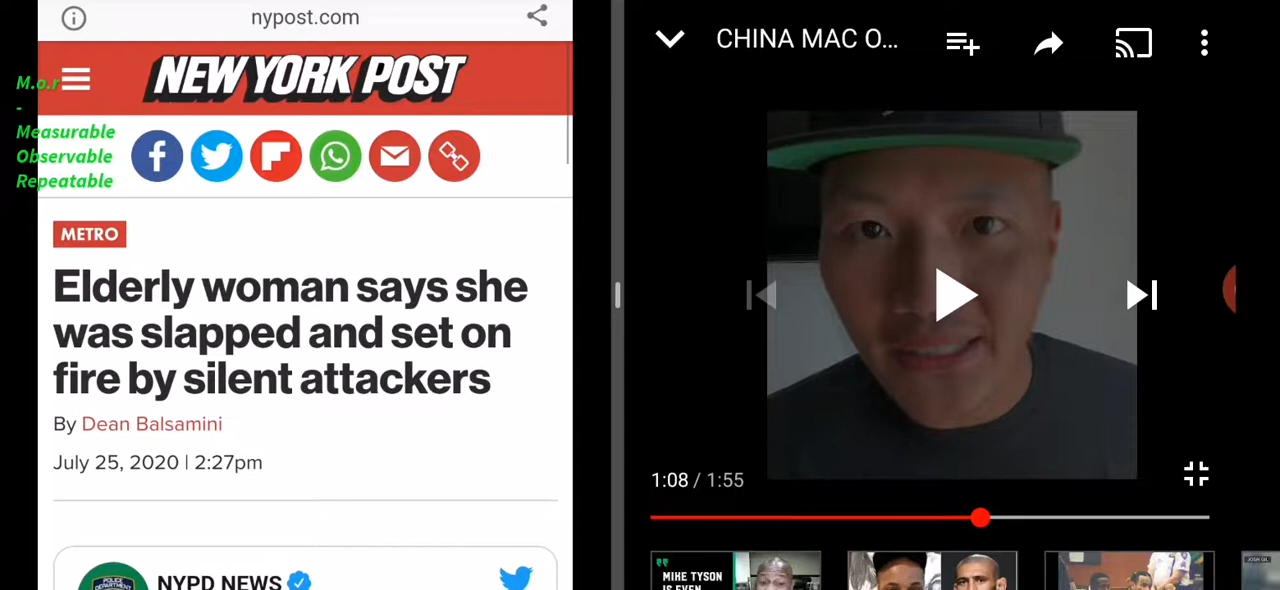 nypost.com
NEW YORK POST
M.o.r
-
Measurable
Observable
Repeatable
METRO
Elderly woman says she
was slapped and set on
fire by silent attackers
By Dean Balsamini
July 25, 2020 | 2:27pm
NYPD NEWS
CHINA MAC O...
1:08 / 1:55
MIKE TYSON
IS EVEN